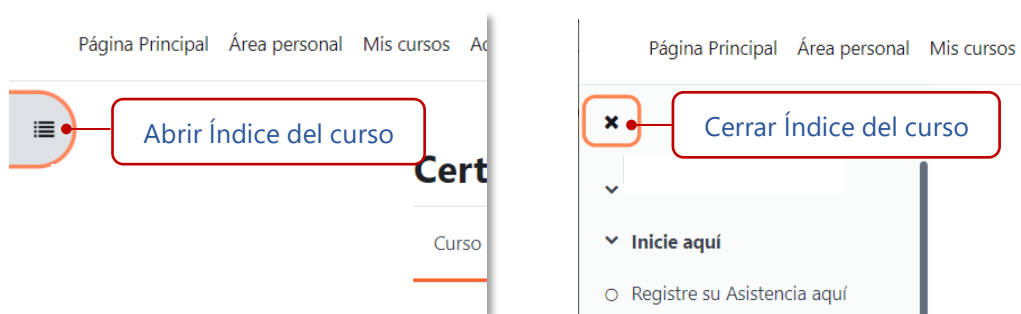 Página Principal Área personal Mis cursos Ac
Abrir Índice del curso
Cert
Curso
Página Principal Área personal Mis cursos
Cerrar Índice del curso
Inicie aquí
Registre su Asistencia aquí